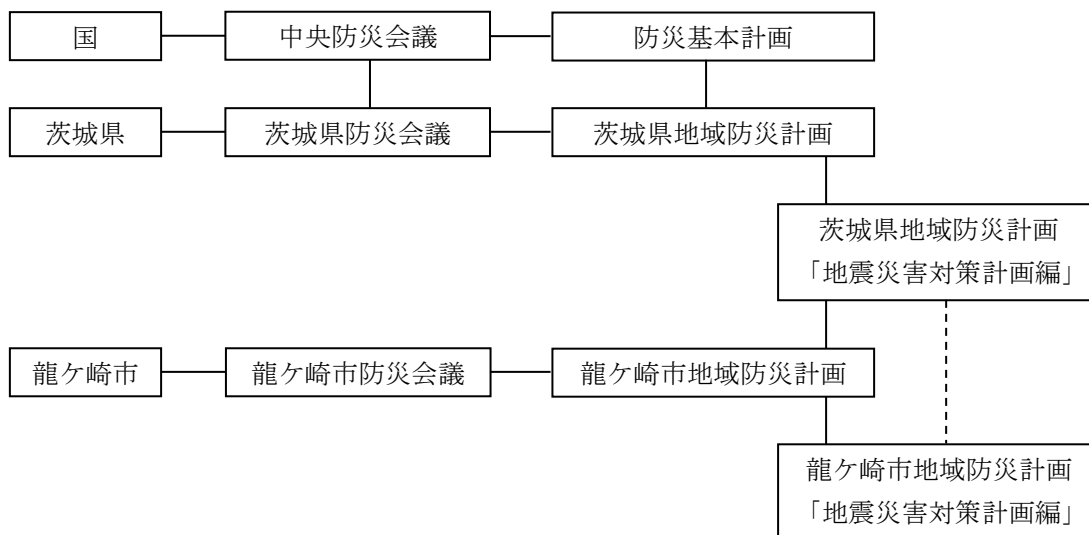 国
中央防災会議
防災基本計画
茨城県
茨城県防災会議
茨城県地域防災計画
茨城県地域防災計画
「地震災害対策計画編」
龍ケ崎市
龍ケ崎市防災会議
龍ケ崎市地域防災計画
龍ケ崎市地域防災計画
「地震災害対策計画編」